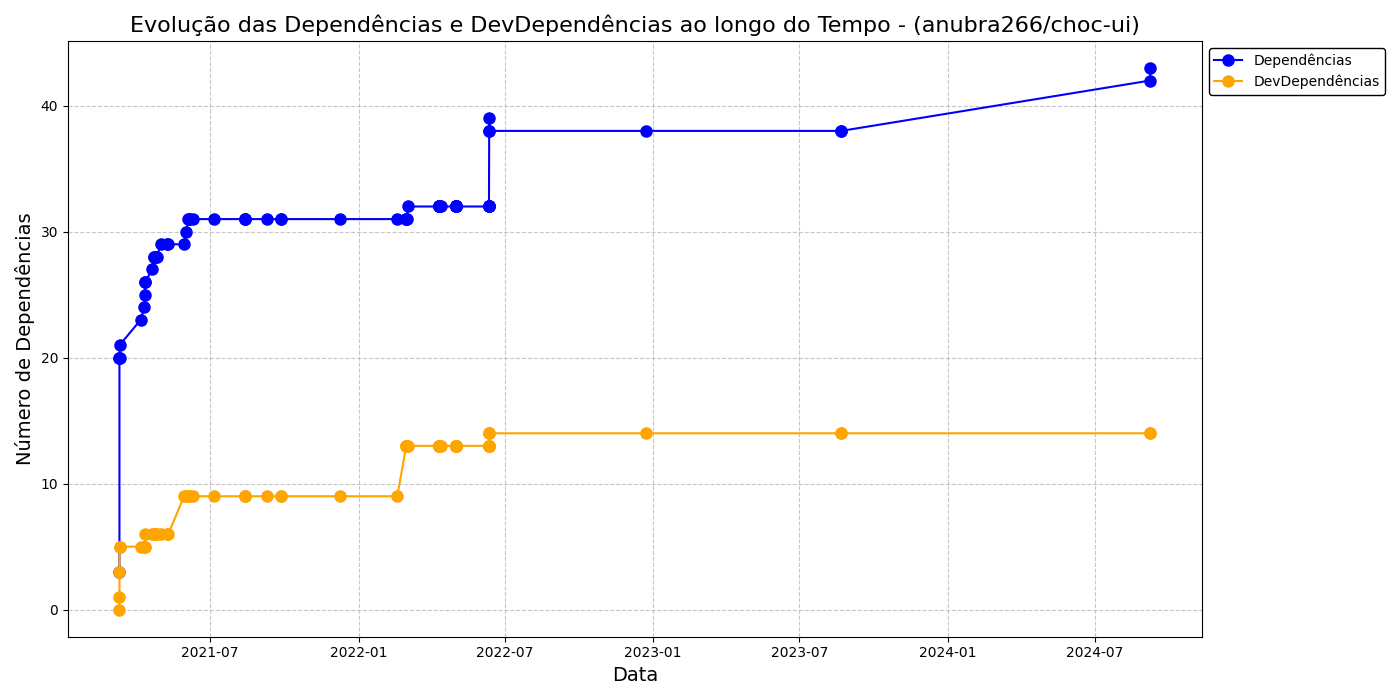 Evolução das Dependências e DevDependências ao longo do Tempo - (anubra266/choc-ui)
Dependências
DevDependências
Número de Dependências
40
30
20
10
0
2021-07
2022-01
2022-07
2023-01
2023-07
2024-01
2024-07
Data